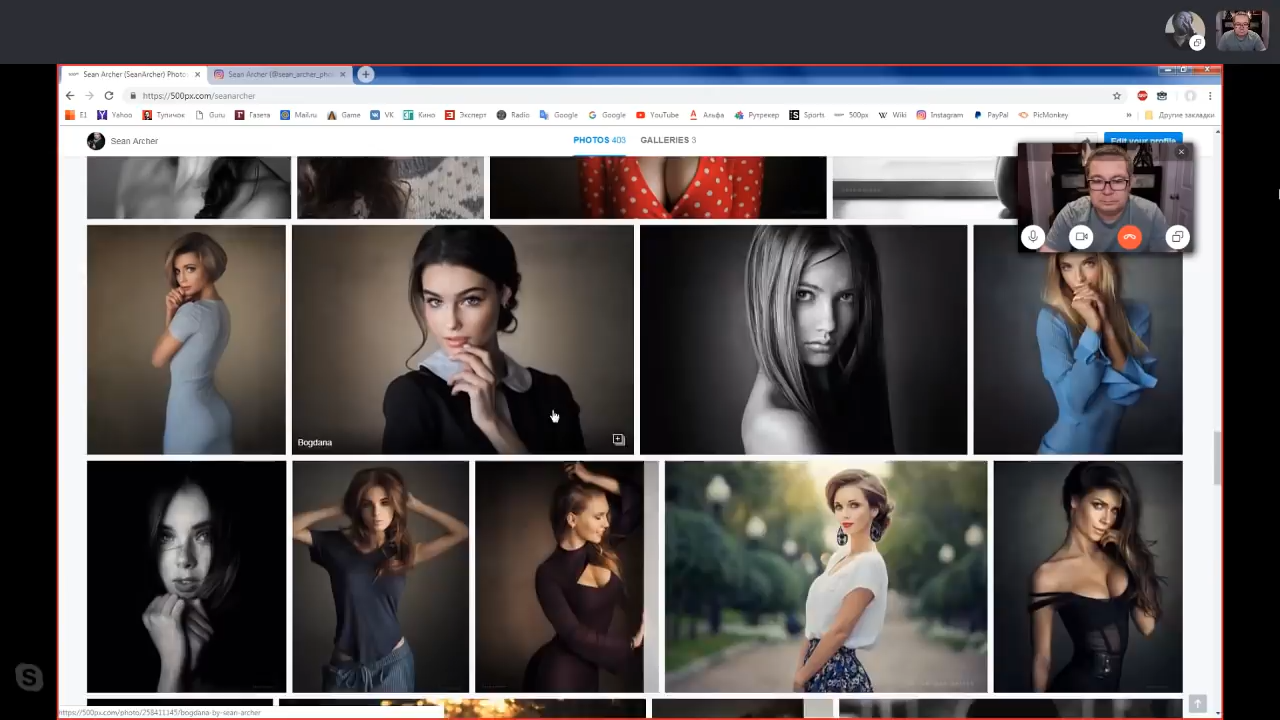 Sean Archer (SeanArcher) Photos
Sean Archer (@sean_archer_pho
https://500px.com/seanarcher
E1
Yahoo
Тупичок
Guru
Газета
Mail.ru
Game
VK
Кино
Эксперт
Radio
Google
Google
YouTube
Альфа
Рутрекер
Sports
500px
Wiki
Instagram
PayPal
PicMonkey
»
Другие закладки
Sean Archer
PHOTOS 403
GALLERIES 3
Edit your profile
Bogdana
https://500px.com/photo/258411145/bogdana-by-sean-archer